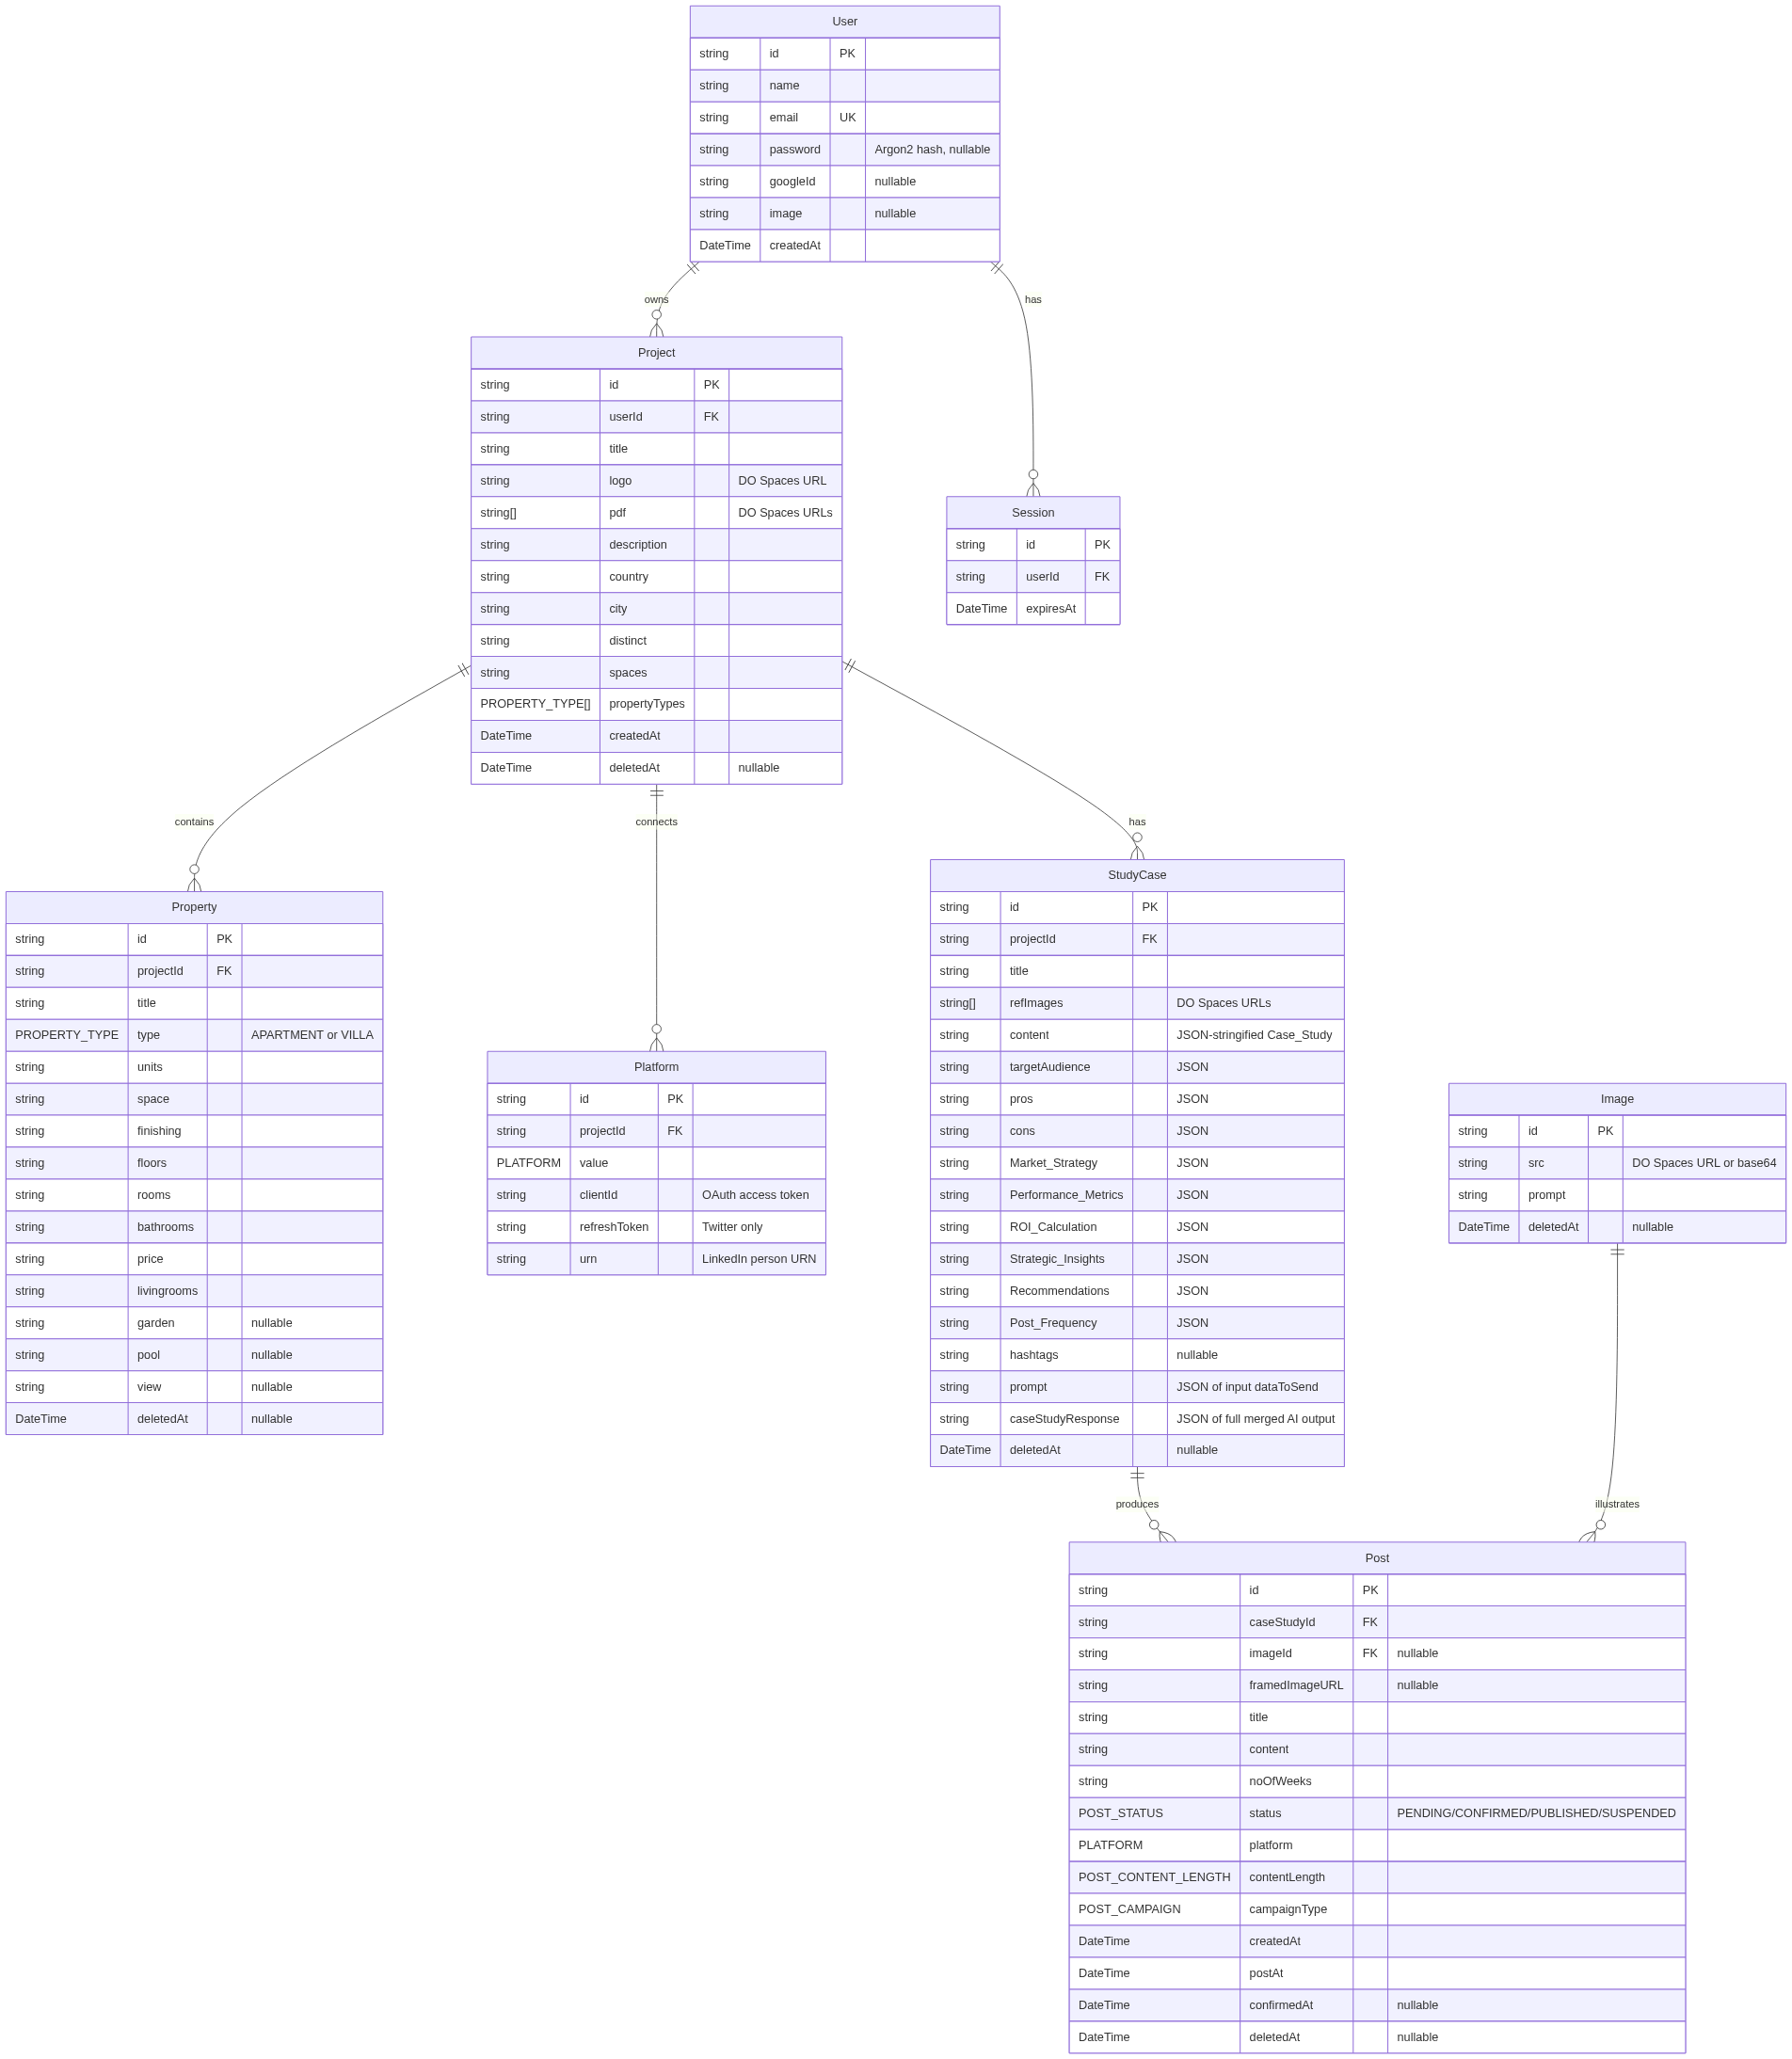 User
string id PK
string name
string email UK
string password Argon2 hash, nullable
string googleId nullable
string image nullable
DateTime createdAt
owns
has
Project
string id PK
string userId FK
string title
string logo DO Spaces URL
string[] pdf DO Spaces URLs
string description
string country
string city
string distinct
string spaces
PROPERTY_TYPE[] propertyTypes
DateTime createdAt
DateTime deletedAt nullable
Session
string id PK
string userId FK
DateTime expiresAt
contains
connects
has
Property
string id PK
string projectId FK
string title
PROPERTY_TYPE type APARTMENT or VILLA
string units
string space
string finishing
string floors
string rooms
string bathrooms
string price
string livingrooms
string garden nullable
string pool nullable
string view nullable
DateTime deletedAt nullable
Platform
string id PK
string projectId FK
PLATFORM value
string clientId OAuth access token
string refreshToken Twitter only
string urn LinkedIn person URN
StudyCase
string id PK
string projectId FK
string title
string[] refImages DO Spaces URLs
string content JSON-stringified Case_Study
string targetAudience JSON
string pros JSON
string cons JSON
string Market_Strategy JSON
string Performance_Metrics JSON
string ROI_Calculation JSON
string Strategic_Insights JSON
string Recommendations JSON
string Post_Frequency JSON
string hashtags nullable
string prompt JSON of input dataToSend
string caseStudyResponse JSON of full merged AI output
DateTime deletedAt nullable
Image
string id PK
string src DO Spaces URL or base64
string prompt
DateTime deletedAt nullable
produces
illustrates
Post
string id PK
string caseStudyId FK
string imageId FK nullable
string framedImageURL nullable
string title
string content
string noOfWeeks
POST_STATUS status PENDING/CONFIRMED/PUBLISHED/SUSPENDED
PLATFORM platform
POST_CONTENT_LENGTH contentLength
POST_CAMPAIGN campaignType
DateTime createdAt
DateTime postAt
DateTime confirmedAt nullable
DateTime deletedAt nullable